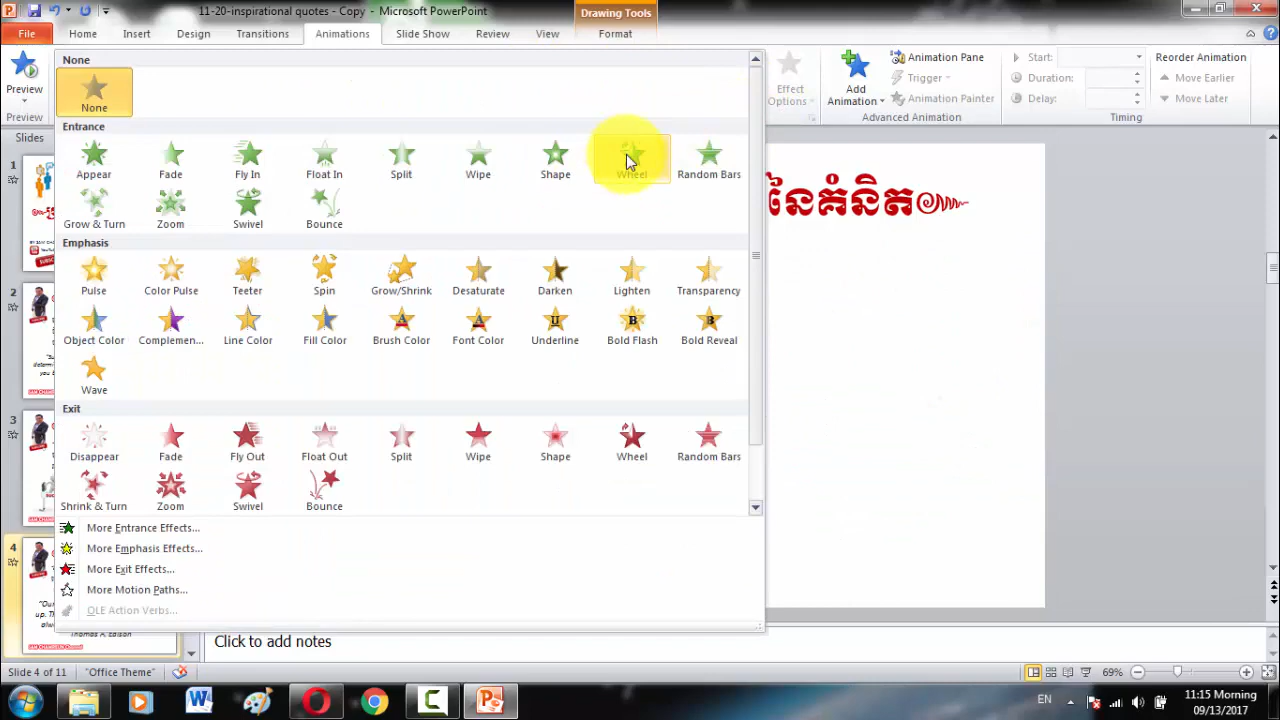 11-20-inspirational quotes - Copy - Microsoft PowerPoint
Drawing Tools
File Home Insert Design Transitions Animations Slide Show Review View Format
Preview
Preview
None
None
Entrance
Appear Fade Fly In Float In Split Wipe Shape Wheel Random Bars
Grow & Turn Zoom Swivel Bounce
Emphasis
Pulse Color Pulse Teeter Spin Grow/Shrink Desaturate Darken Lighten Transparency
Object Color Complemen... Line Color Fill Color Brush Color Font Color Underline Bold Flash Bold Reveal
Wave
Exit
Disappear Fade Fly Out Float Out Split Wipe Shape Wheel Random Bars
Shrink & Turn Zoom Swivel Bounce
More Entrance Effects...
More Emphasis Effects...
More Exit Effects...
More Motion Paths...
OLE Action Verbs...
Effect Options
Add Animation
Animation Pane
Trigger
Animation Painter
Advanced Animation
Start:
Duration:
Delay:
Timing
Reorder Animation
Move Earlier
Move Later
Slides
1
2
3
4
នៃគំនិត
Thomas A. Edison
Click to add notes
Slide 4 of 11 "Office Theme" 69%
EN 11:15 Morning
09/13/2017